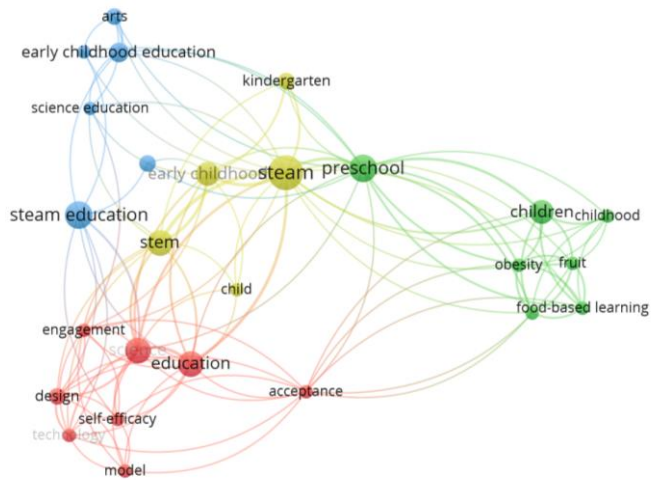 arts
early childhood education
kindergarten
science education
early childhood
steam
preschool
steam education
children
childhood
stem
obesity
fruit
child
food-based learning
engagement
science
education
design
acceptance
self-efficacy
technology
model